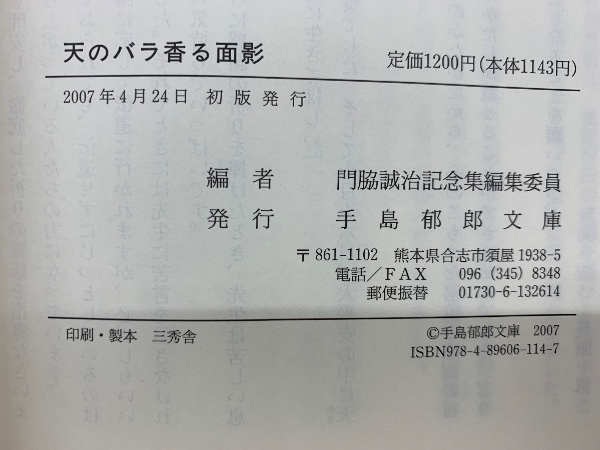 天のバラ香る面影
定価1200円(本体1143円)
2007年4月24日 初版発行
編者 門脇誠治記念集編集委員
発行 手島郁郎文庫
〒861-1102 熊本県合志市須屋1938-5
電話/FAX 096(345)8348
郵便振替 01730-6-132614
印刷・製本 三秀舎
©手島郁郎文庫 2007
ISBN978-4-89606-114-7